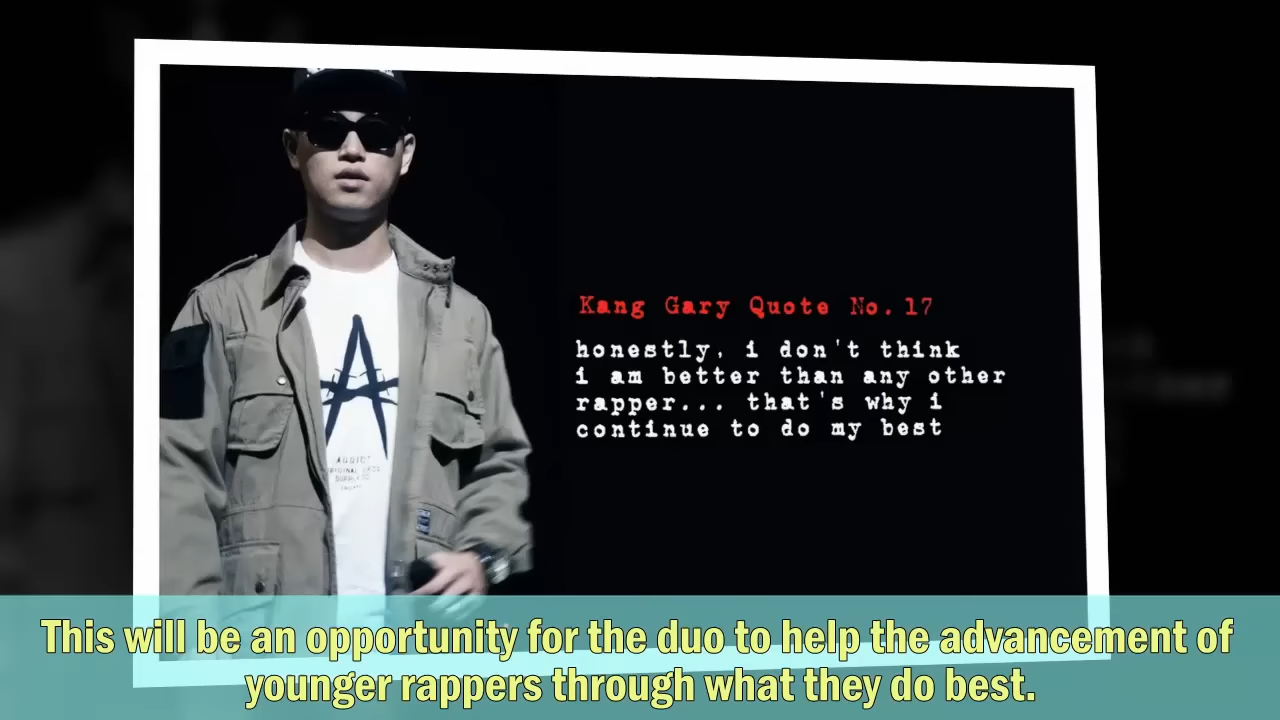 Kang Gary Quote No.17
honestly, i don't think
i am better than any other
rapper... that's why i
continue to do my best
This will be an opportunity for the duo to help the advancement of
younger rappers through what they do best.